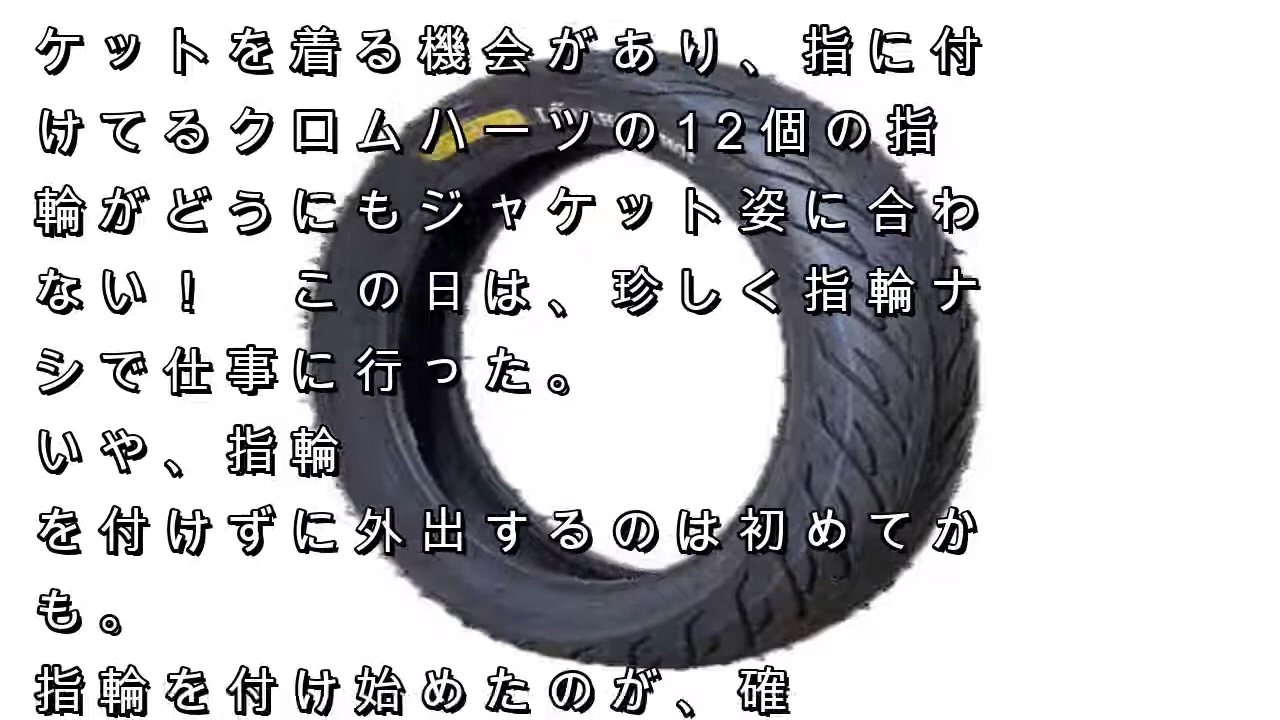 ケットを着る機会があり、指に付
けてるクロムハーツの12個の指
輪がどうにもジャケット姿に合わ
ない！　この日は、珍しく指輪ナ
シで仕事に行った。
いや、指輪
を付けずに外出するのは初めてか
も。
指輪を付け始めたのが、確